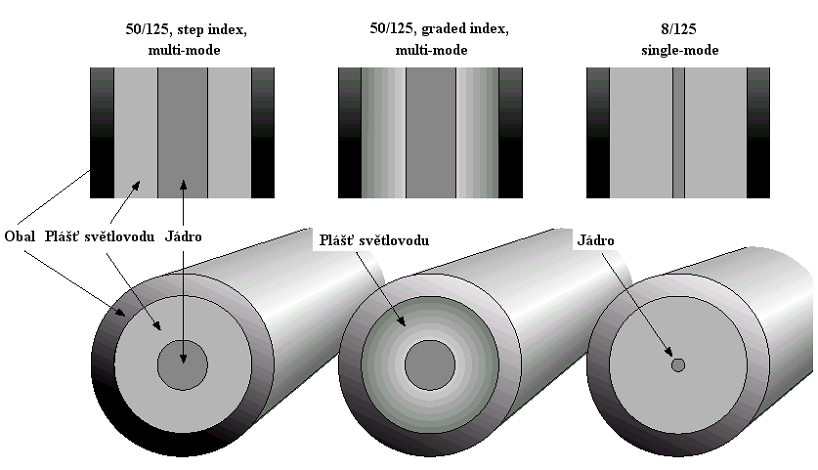 50/125, step index,
multi-mode
50/125, graded index,
multi-mode
8/125
single-mode
Obal
Plášť světlovodu
Jádro
Plášť světlovodu
Jádro